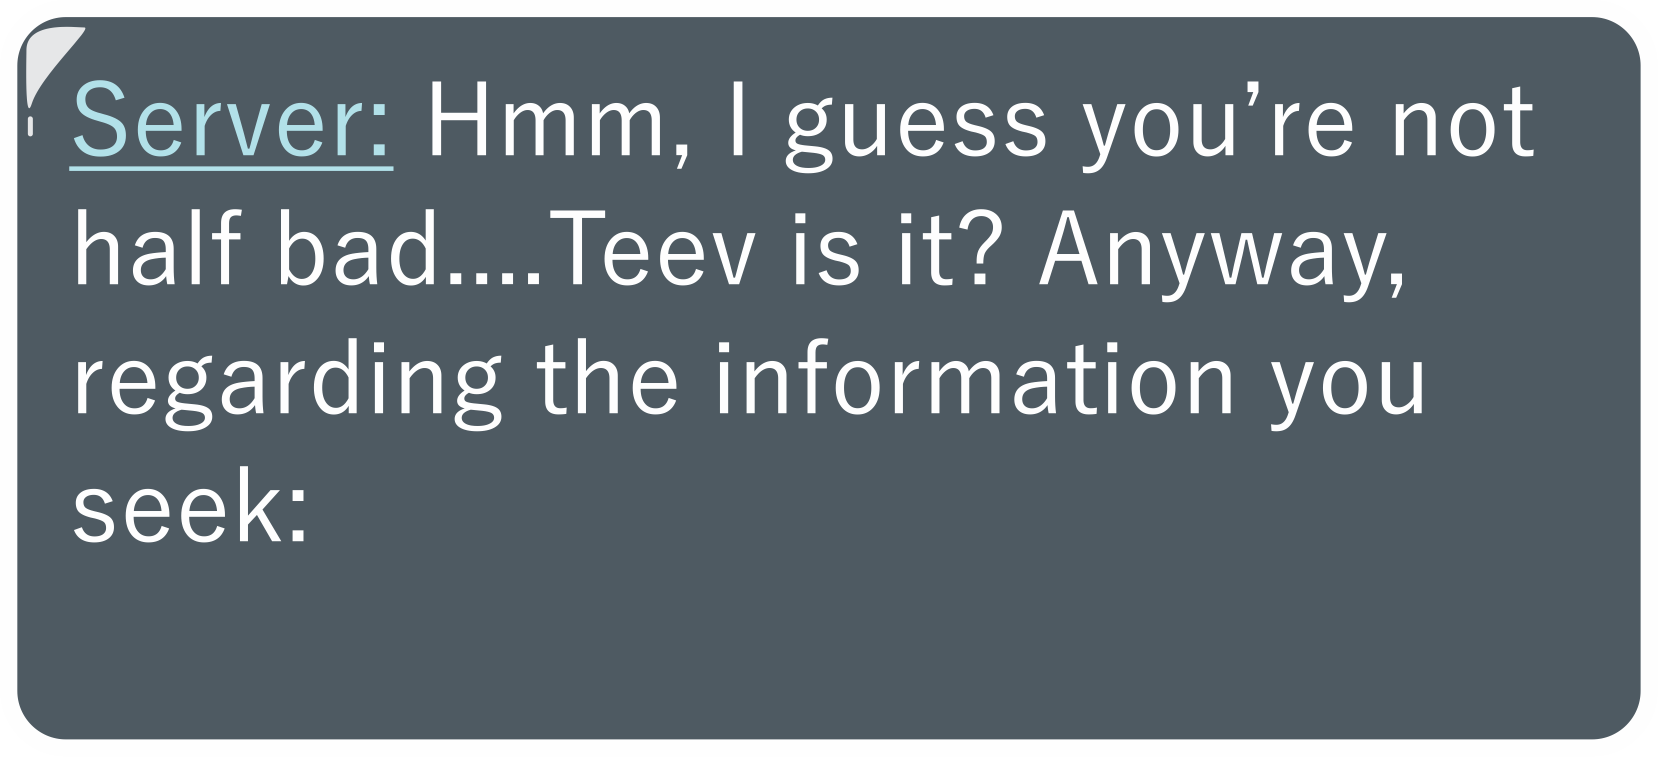 Server: Hmm, I guess you’re not
half bad....Teev is it? Anyway,
regarding the information you
seek: